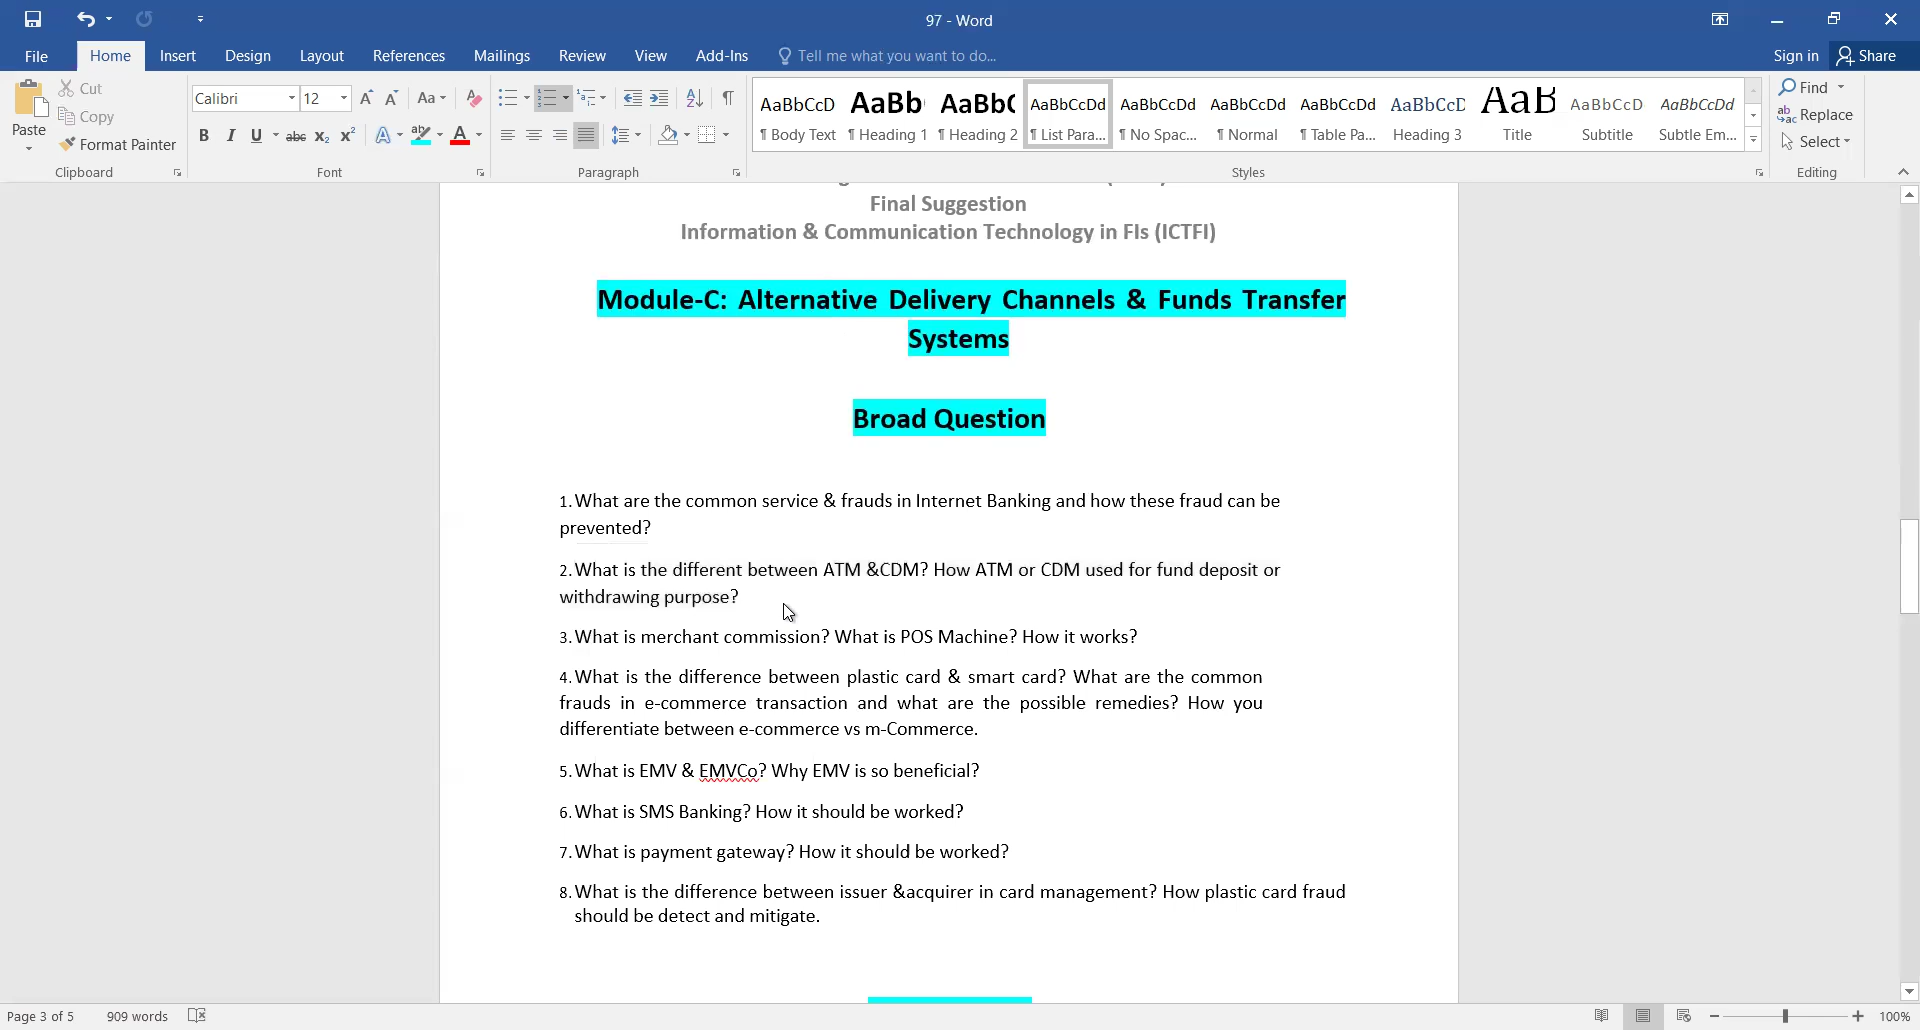 97 - Word
File Home Insert Design Layout References Mailings Review View Add-Ins Tell me what you want to do... Sign in Share
Paste Cut Copy Format Painter Clipboard
Calibri 12 Aa
B I U abc X₂ X² A ab A Font
Paragraph
AaBbCcD AaBb AaBbC AaBbCcDd AaBbCcDd AaBbCcDd AaBbCcDd AaBbCcC AaB AaBbCcD AaBbCcDd
¶ Body Text ¶ Heading 1 ¶ Heading 2 ¶ List Para... ¶ No Spac... ¶ Normal ¶ Table Pa... Heading 3 Title Subtitle Subtle Em...
Styles
Find
Replace
Select
Editing
Final Suggestion
Information & Communication Technology in FIs (ICTFI)
Module-C: Alternative Delivery Channels & Funds Transfer
Systems
Broad Question
1. What are the common service & frauds in Internet Banking and how these fraud can be
prevented?
2. What is the different between ATM &CDM? How ATM or CDM used for fund deposit or
withdrawing purpose?
3. What is merchant commission? What is POS Machine? How it works?
4. What is the difference between plastic card & smart card? What are the common
frauds in e-commerce transaction and what are the possible remedies? How you
differentiate between e-commerce vs m-Commerce.
5. What is EMV & EMVCo? Why EMV is so beneficial?
6. What is SMS Banking? How it should be worked?
7. What is payment gateway? How it should be worked?
8. What is the difference between issuer &acquirer in card management? How plastic card fraud
should be detect and mitigate.
Page 3 of 5 909 words 100%